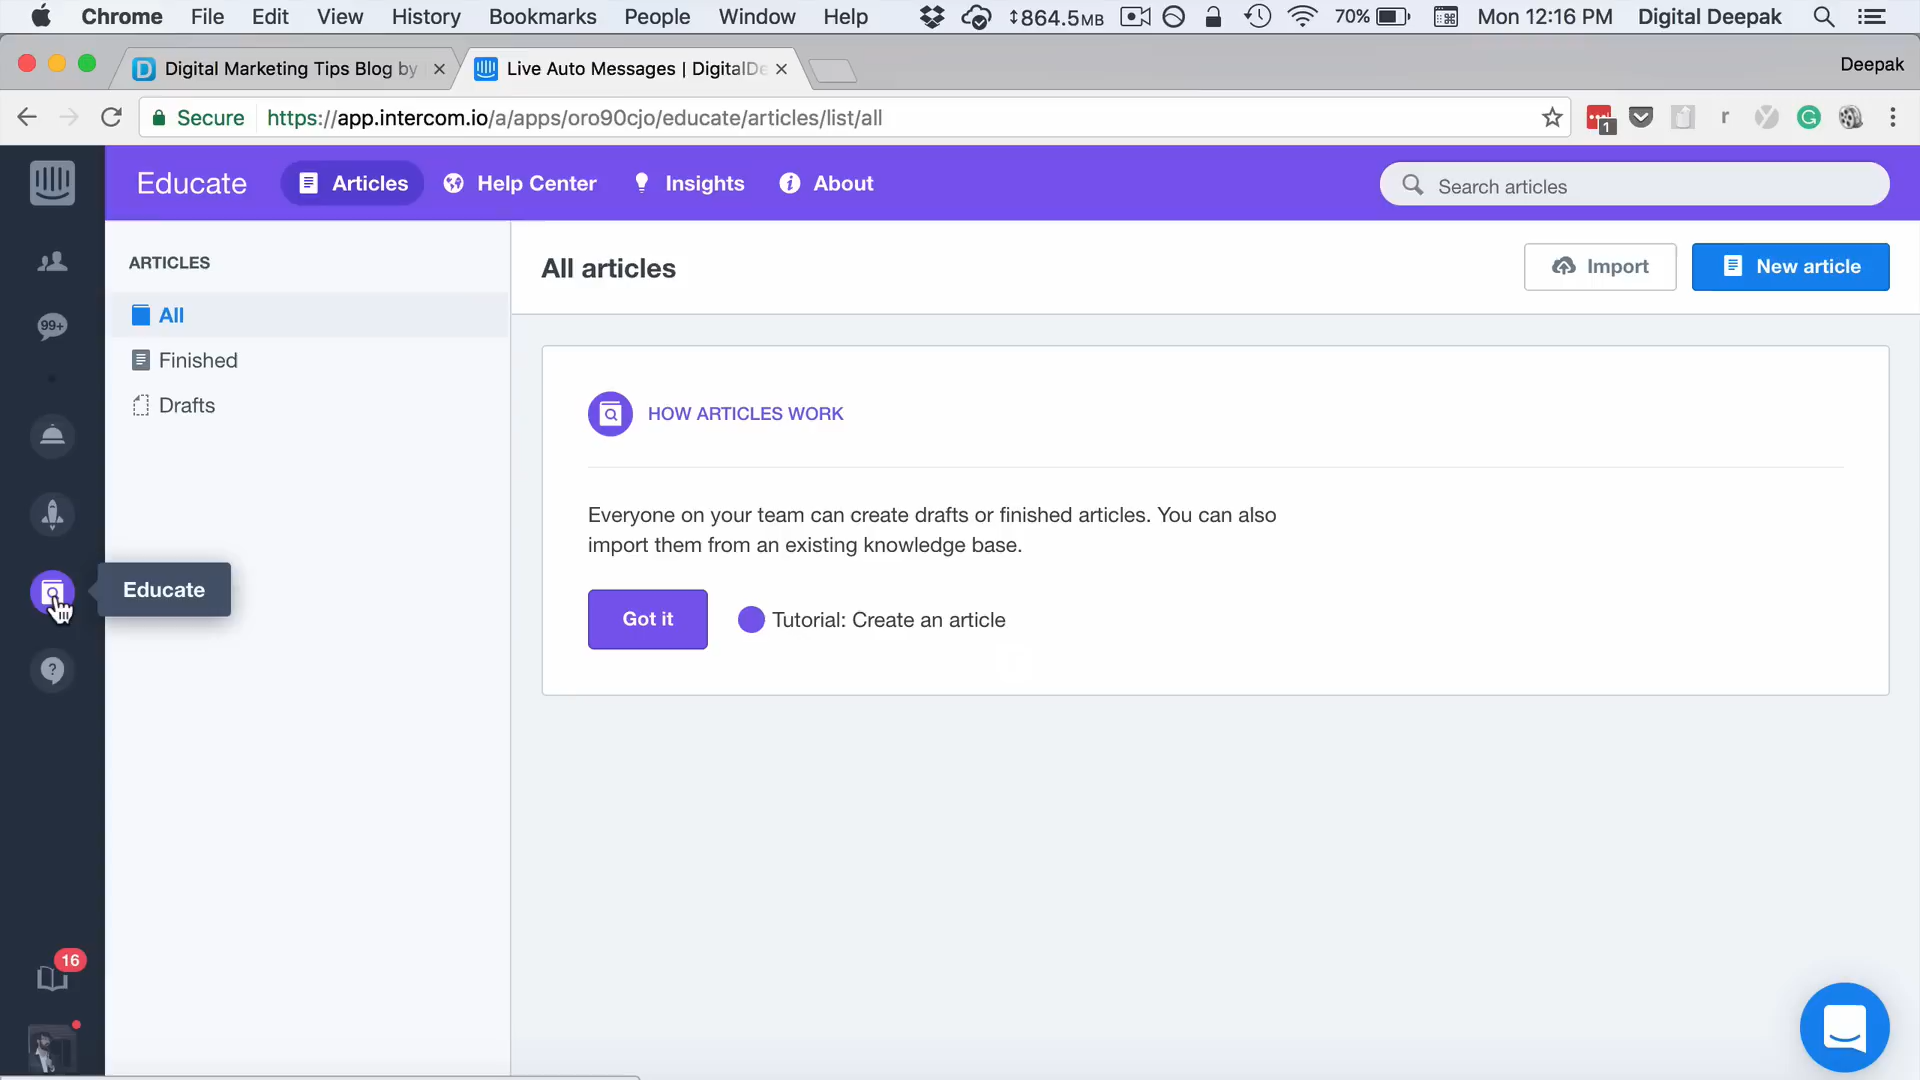 Chrome File Edit View History Bookmarks People Window Help 864.5MB 70% Mon 12:16 PM Digital Deepak
Digital Marketing Tips Blog by
Live Auto Messages | DigitalDe
Deepak
Secure https://app.intercom.io/a/apps/oro90cjo/educate/articles/list/all
1
r
Educate Articles Help Center Insights About
Search articles
ARTICLES
All
Finished
Drafts
All articles
Import
New article
99+
HOW ARTICLES WORK
Everyone on your team can create drafts or finished articles. You can also
import them from an existing knowledge base.
Got it
Tutorial: Create an article
Educate
16